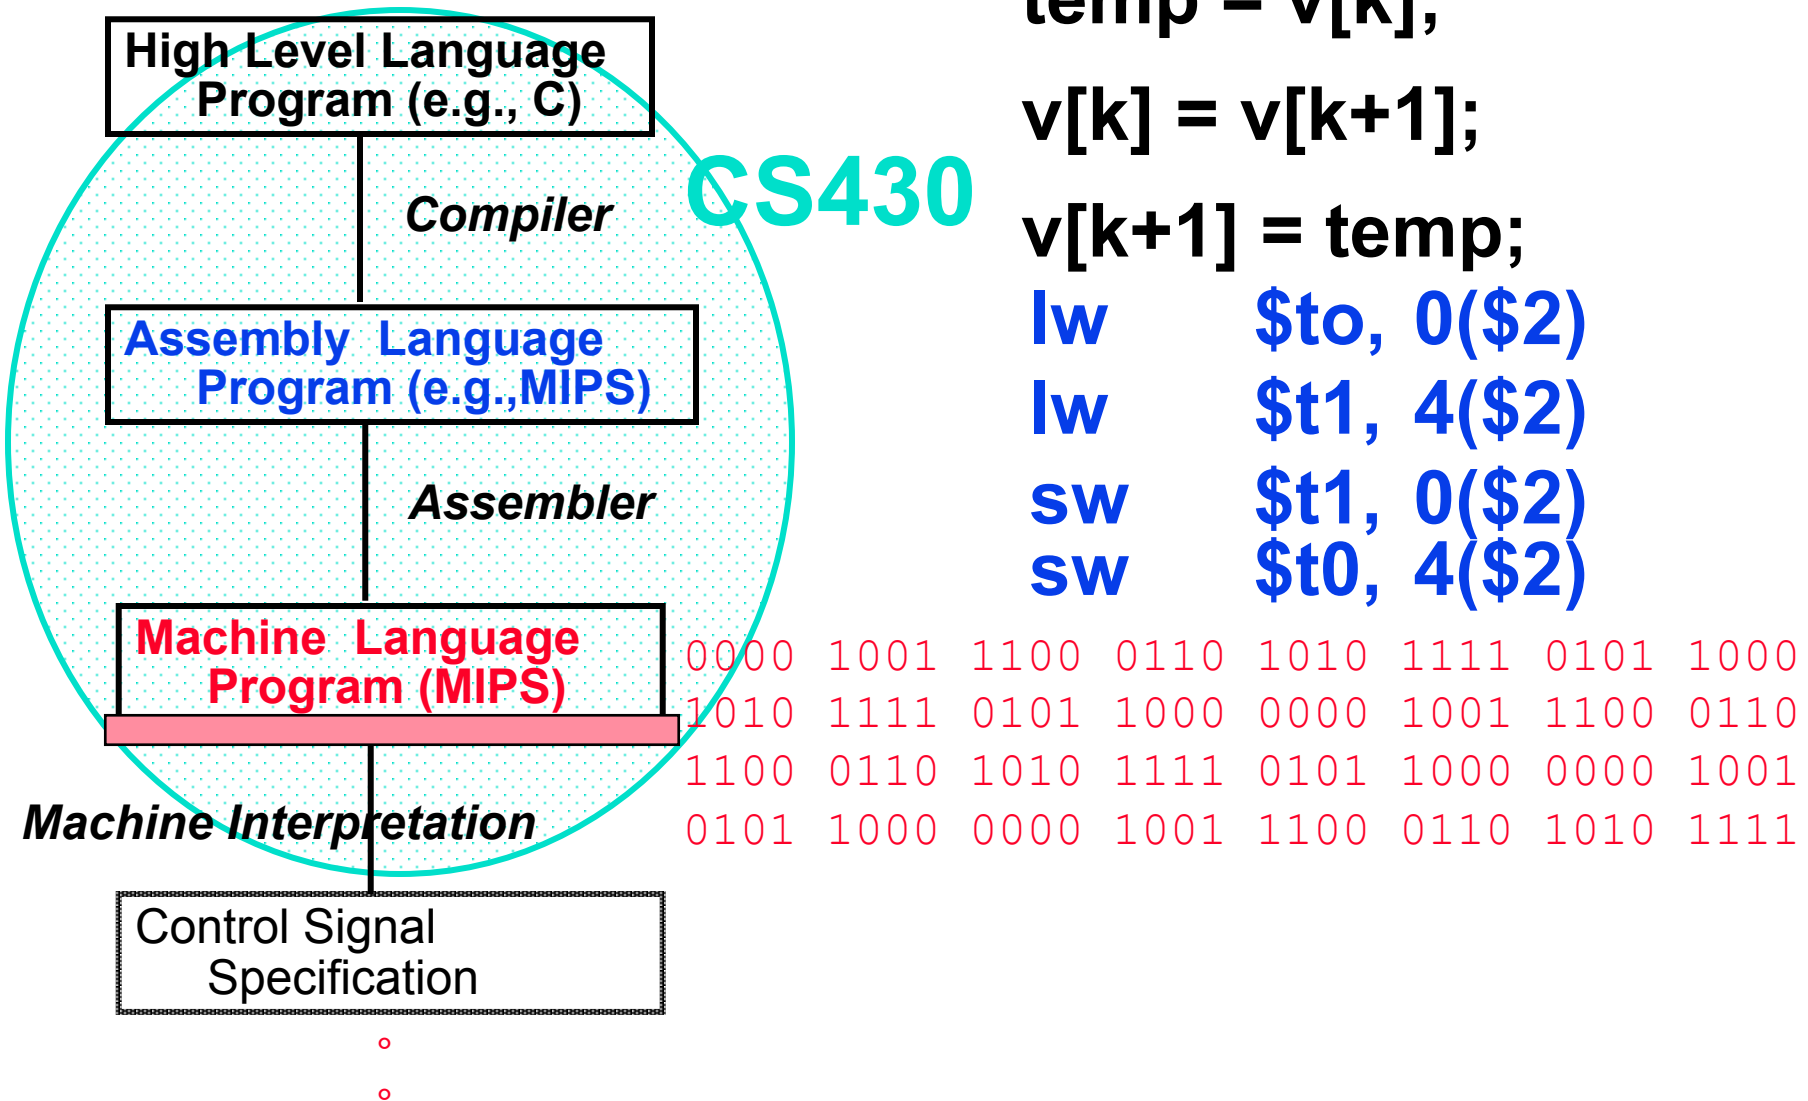 High Level Language
Program (e.g., C)
Compiler
CS430
Assembly Language
Program (e.g.,MIPS)
Assembler
Machine Language
Program (MIPS)
Machine Interpretation
Control Signal
Specification
temp = v[k];
v[k] = v[k+1];
v[k+1] = temp;
lw $to, 0($2)
lw $t1, 4($2)
sw $t1, 0($2)
sw $t0, 4($2)
0000 1001 1100 0110 1010 1111 0101 1000
1010 1111 0101 1000 0000 1001 1100 0110
1100 0110 1010 1111 0101 1000 0000 1001
0101 1000 0000 1001 1100 0110 1010 1111